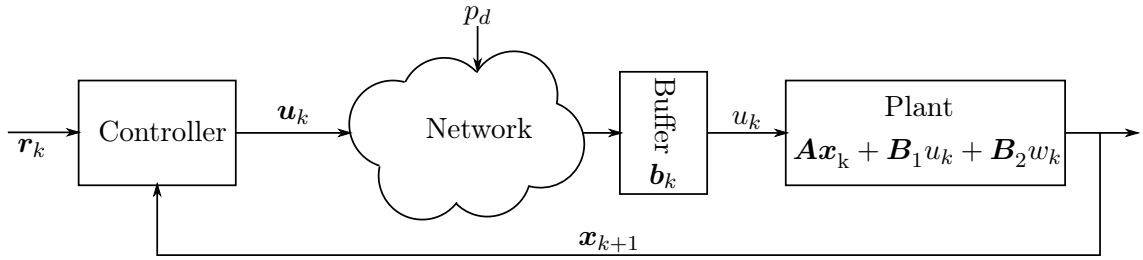 p_d
r_k
Controller
u_k
Network
Buffer
b_k
u_k
Plant
Ax_k + B_1u_k + B_2w_k
x_{k+1}